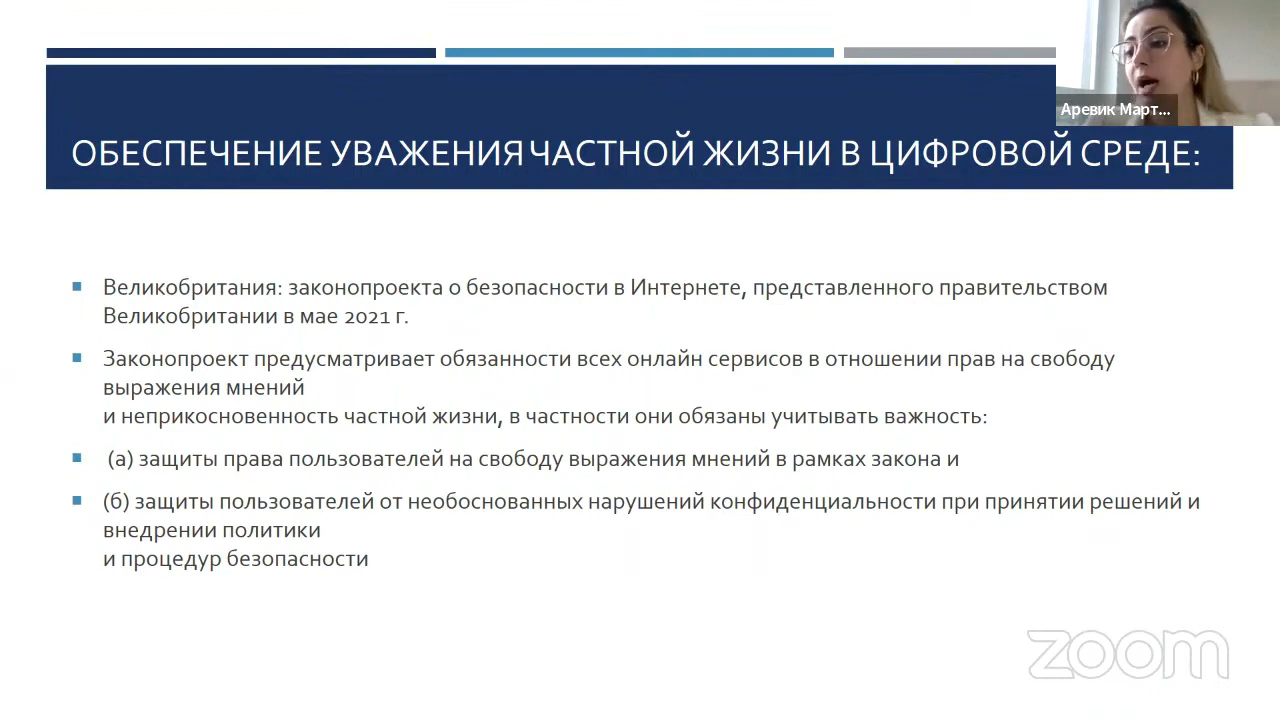 Аревик Март...
ОБЕСПЕЧЕНИЕ УВАЖЕНИЯ ЧАСТНОЙ ЖИЗНИ В ЦИФРОВОЙ СРЕДЕ:
Великобритания: законопроекта о безопасности в Интернете, представленного правительством
Великобритании в мае 2021 г.
Законопроект предусматривает обязанности всех онлайн сервисов в отношении прав на свободу
выражения мнений
и неприкосновенность частной жизни, в частности они обязаны учитывать важность:
(а) защиты права пользователей на свободу выражения мнений в рамках закона и
(б) защиты пользователей от необоснованных нарушений конфиденциальности при принятии решений и
внедрении политики
и процедур безопасности
zoom